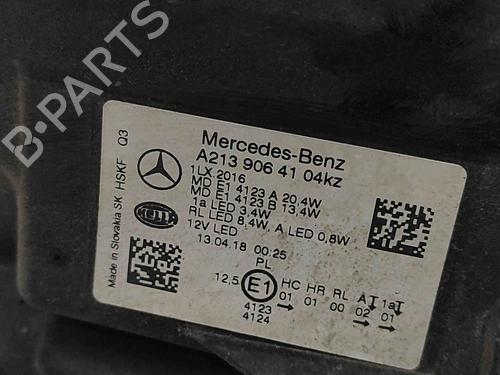 B-PARTS
Mercedes-Benz
A213 906 41 04kz
1LX 2016
MD E1 4123 A 20,4W
MD E1 4123 B 13,4W
1a LED 3,4W
RL LED 8,4W, A LED 0,8W
12V LED
13.04.18 00:25
PL
12,5 E1 HC HR RL A 1a
01 01 00 02 01
4123
4124
HELLA
Made in Slovakia SK HSKF Q3